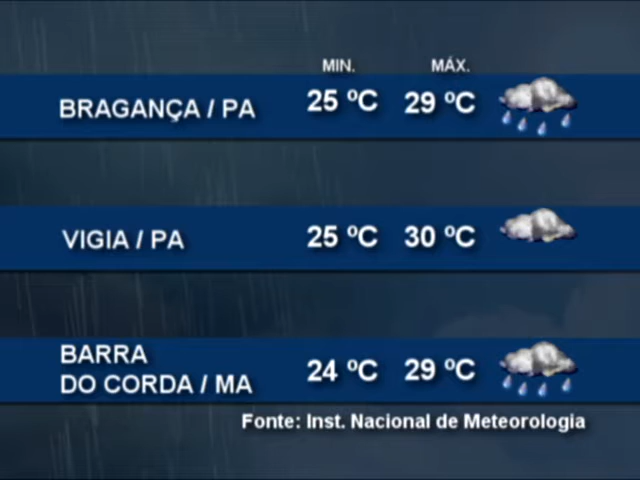 MIN. MÁX.
BRAGANÇA / PA 25 ºC 29 ºC
VIGIA / PA 25 ºC 30 ºC
BARRA
DO CORDA / MA 24 ºC 29 ºC
Fonte: Inst. Nacional de Meteorologia